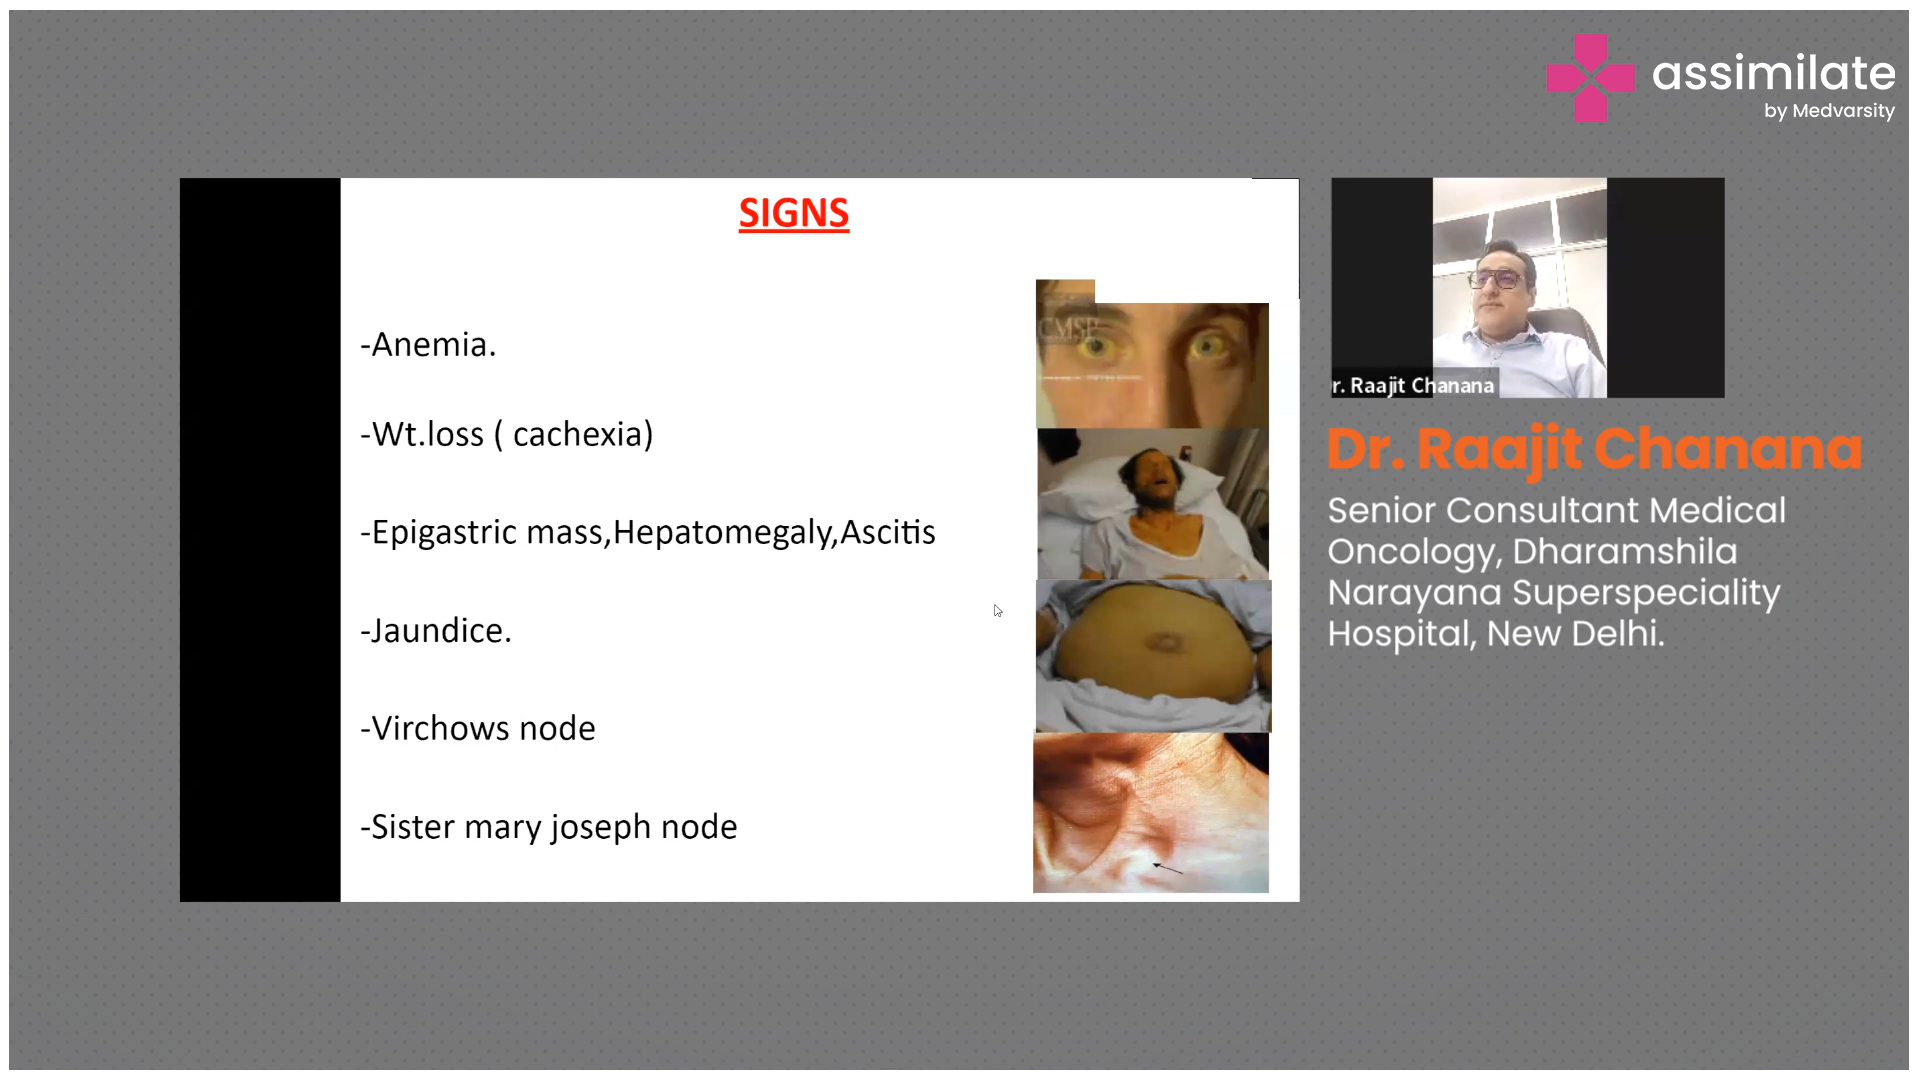 assimilate
by Medvarsity
SIGNS
-Anemia.
-Wt.loss ( cachexia)
-Epigastric mass,Hepatomegaly,Ascitis
-Jaundice.
-Virchows node
-Sister mary joseph node
CMSP
r. Raajit Chanana
Dr. Raajit Chanana
Senior Consultant Medical
Oncology, Dharamshila
Narayana Superspeciality
Hospital, New Delhi.